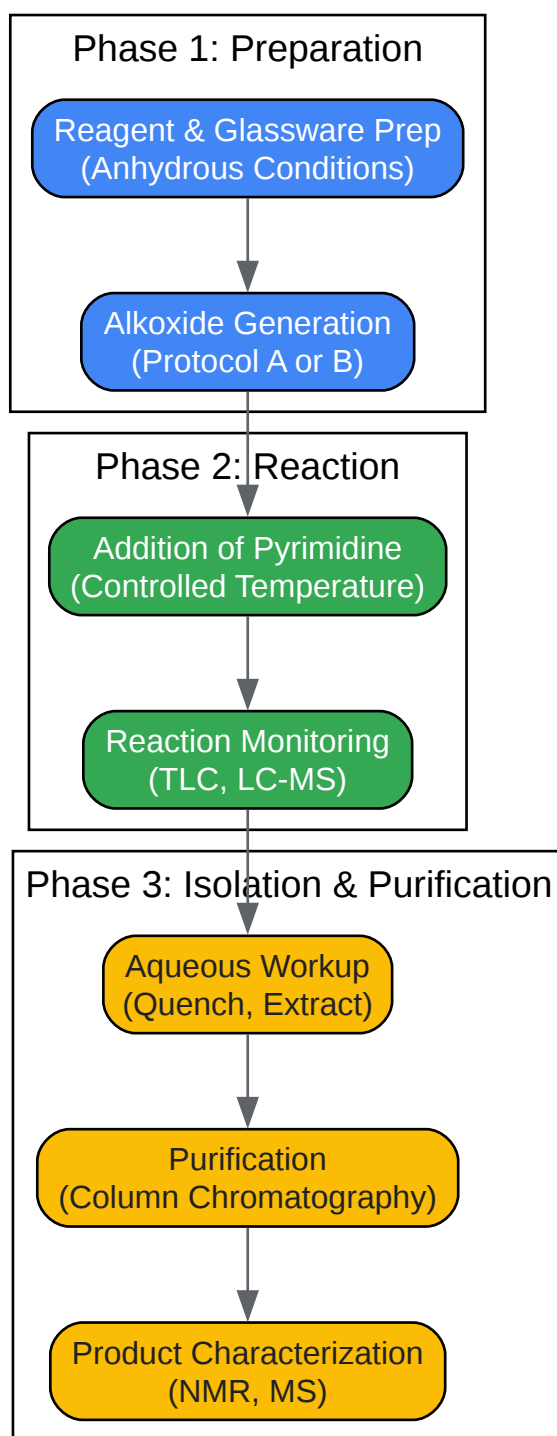 Phase 1: Preparation
Reagent & Glassware Prep
(Anhydrous Conditions)
Alkoxide Generation
(Protocol A or B)
Phase 2: Reaction
Addition of Pyrimidine
(Controlled Temperature)
Reaction Monitoring
(TLC, LC-MS)
Phase 3: Isolation & Purification
Aqueous Workup
(Quench, Extract)
Purification
(Column Chromatography)
Product Characterization
(NMR, MS)